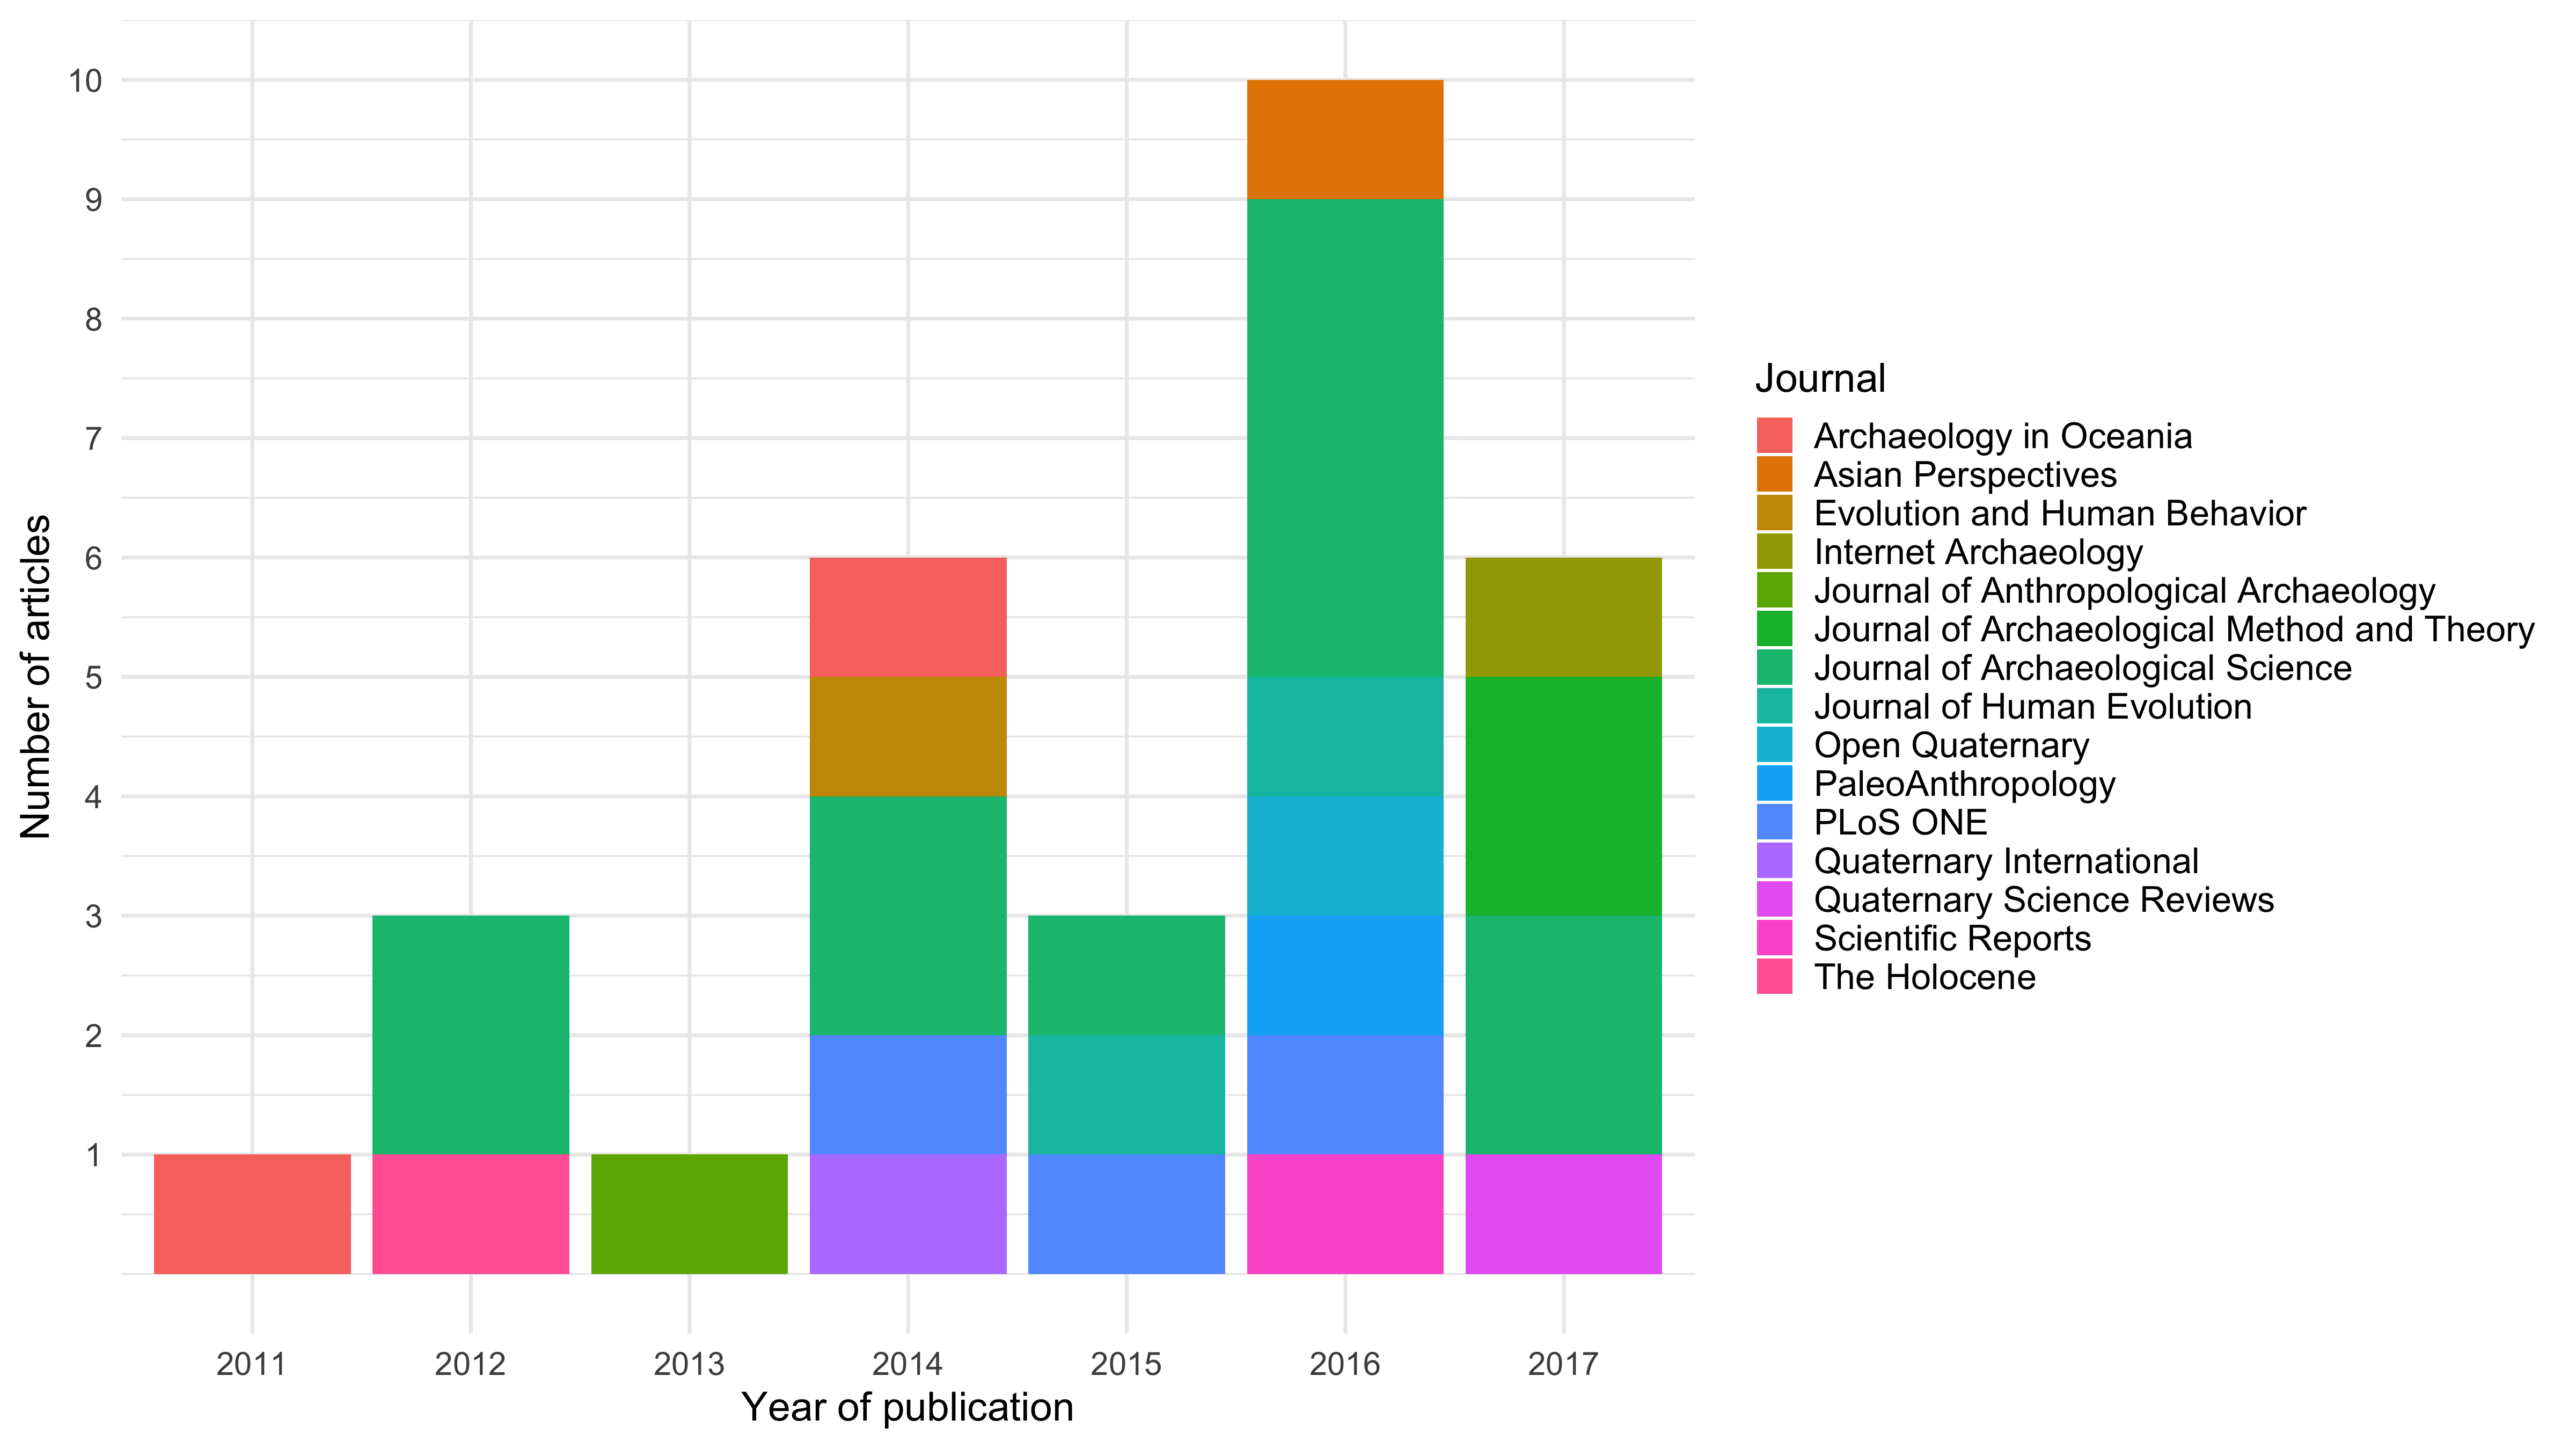 10
9
8
7
6
5
4
3
2
1
Number of articles
2011 2012 2013 2014 2015 2016 2017
Year of publication
Journal
Archaeology in Oceania
Asian Perspectives
Evolution and Human Behavior
Internet Archaeology
Journal of Anthropological Archaeology
Journal of Archaeological Method and Theory
Journal of Archaeological Science
Journal of Human Evolution
Open Quaternary
PaleoAnthropology
PLoS ONE
Quaternary International
Quaternary Science Reviews
Scientific Reports
The Holocene